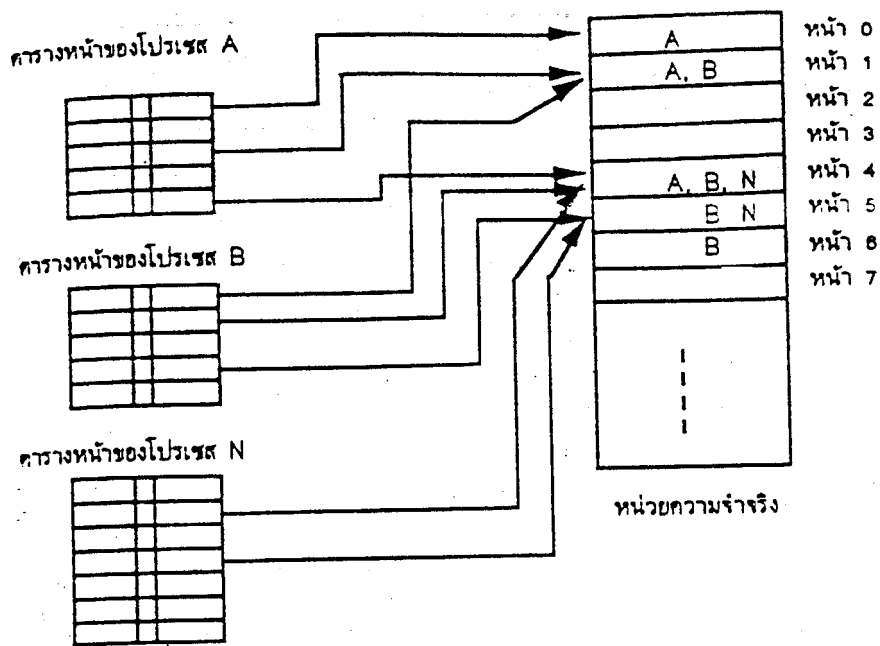 ตารางหน้าของโปรเซส A
ตารางหน้าของโปรเซส B
ตารางหน้าของโปรเซส N
A
A, B
A, B, N
B N
B
หน้า 0
หน้า 1
หน้า 2
หน้า 3
หน้า 4
หน้า 5
หน้า 6
หน้า 7
หน่วยความจำจริง